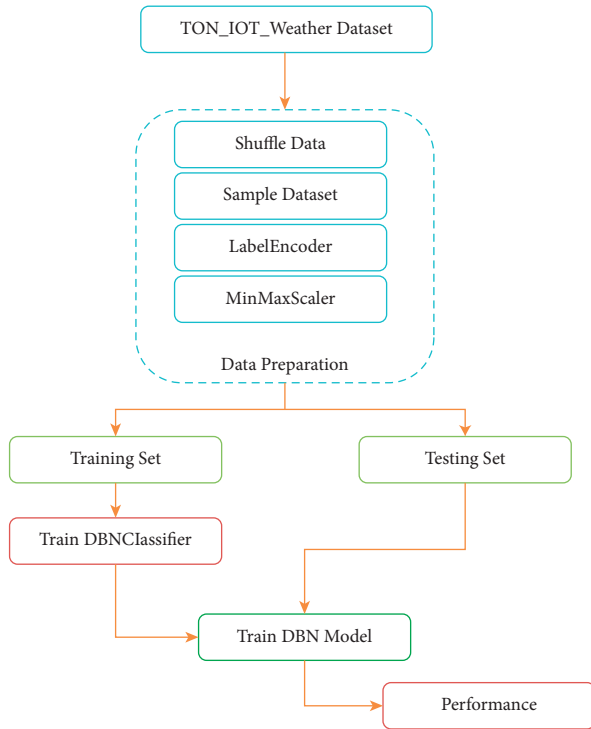 TON_IOT_Weather Dataset
Shuffle Data
Sample Dataset
LabelEncoder
MinMaxScaler
Data Preparation
Training Set
Testing Set
Train DBNClassifier
Train DBN Model
Performance